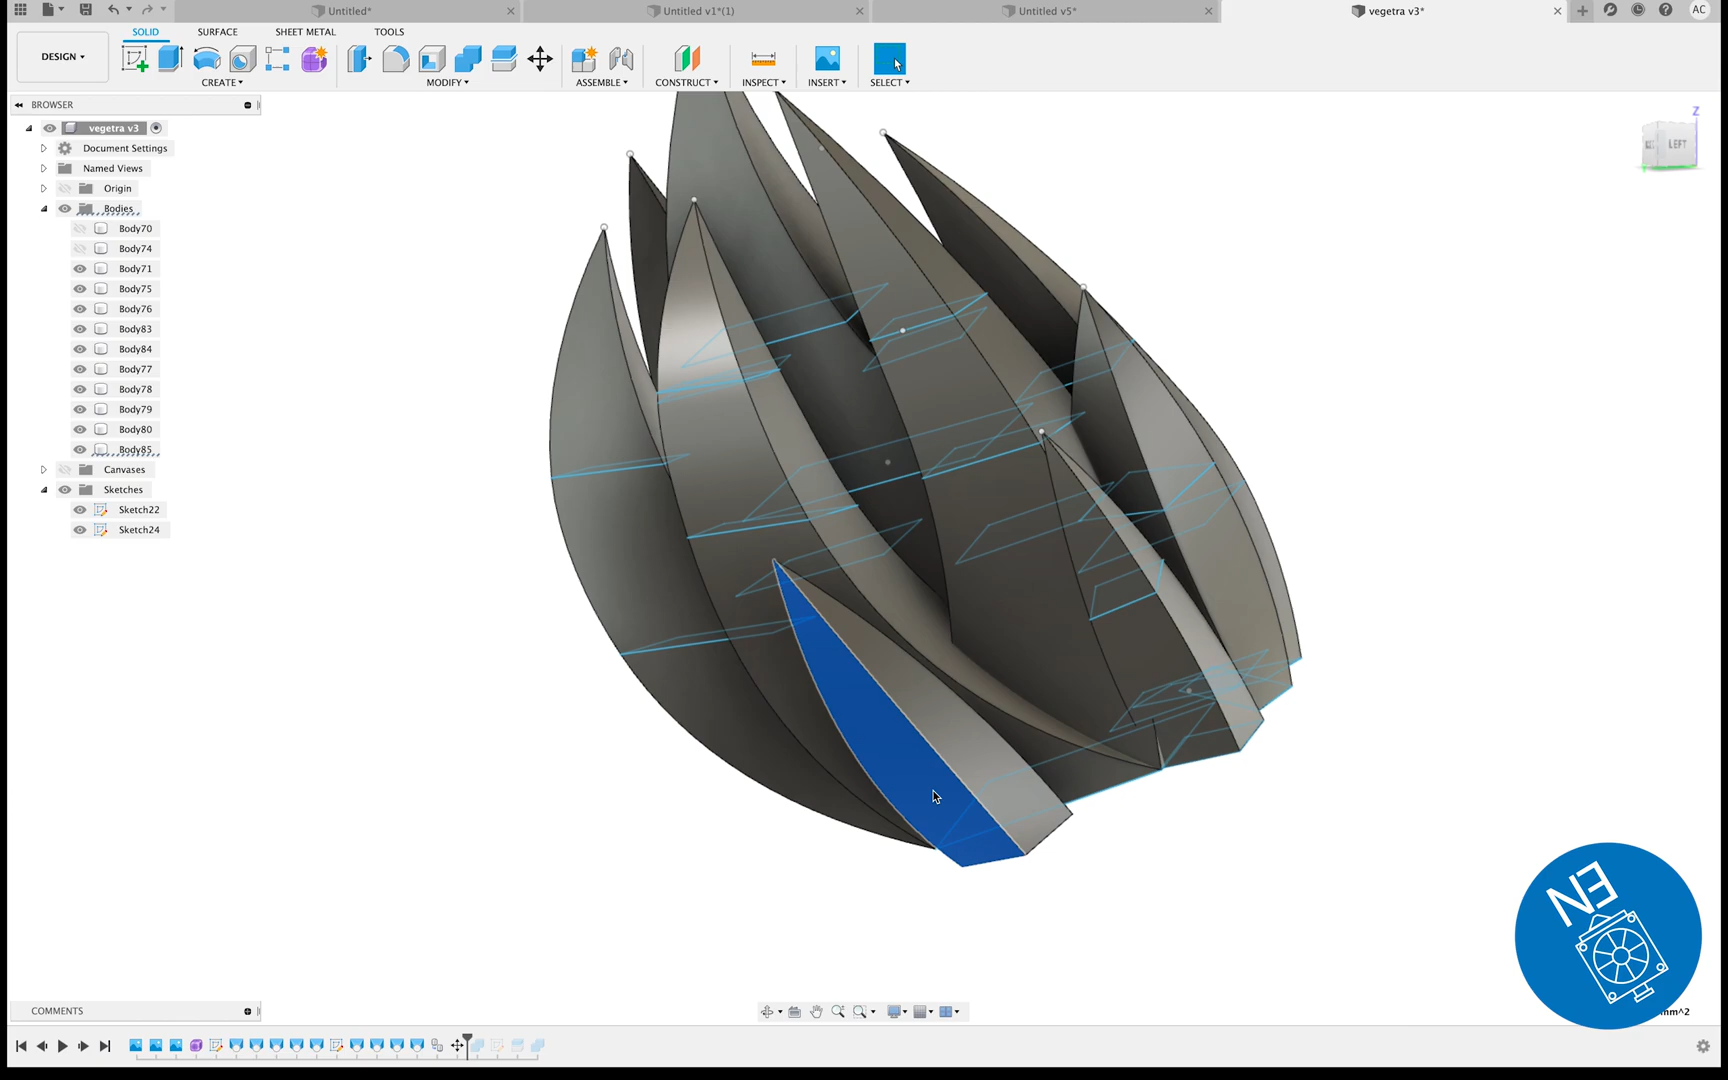 Untitled*
Untitled v1*(1)
Untitled v5*
vegetra v3*
AC
DESIGN
SOLID
SURFACE
SHEET METAL
TOOLS
CREATE
MODIFY
ASSEMBLE
CONSTRUCT
INSPECT
INSERT
SELECT
BROWSER
vegetra v3
Document Settings
Named Views
Origin
Bodies
Body70
Body74
Body71
Body75
Body76
Body83
Body84
Body77
Body78
Body79
Body80
Body85
Canvases
Sketches
Sketch22
Sketch24
Z
LEFT
COMMENTS
mm^2